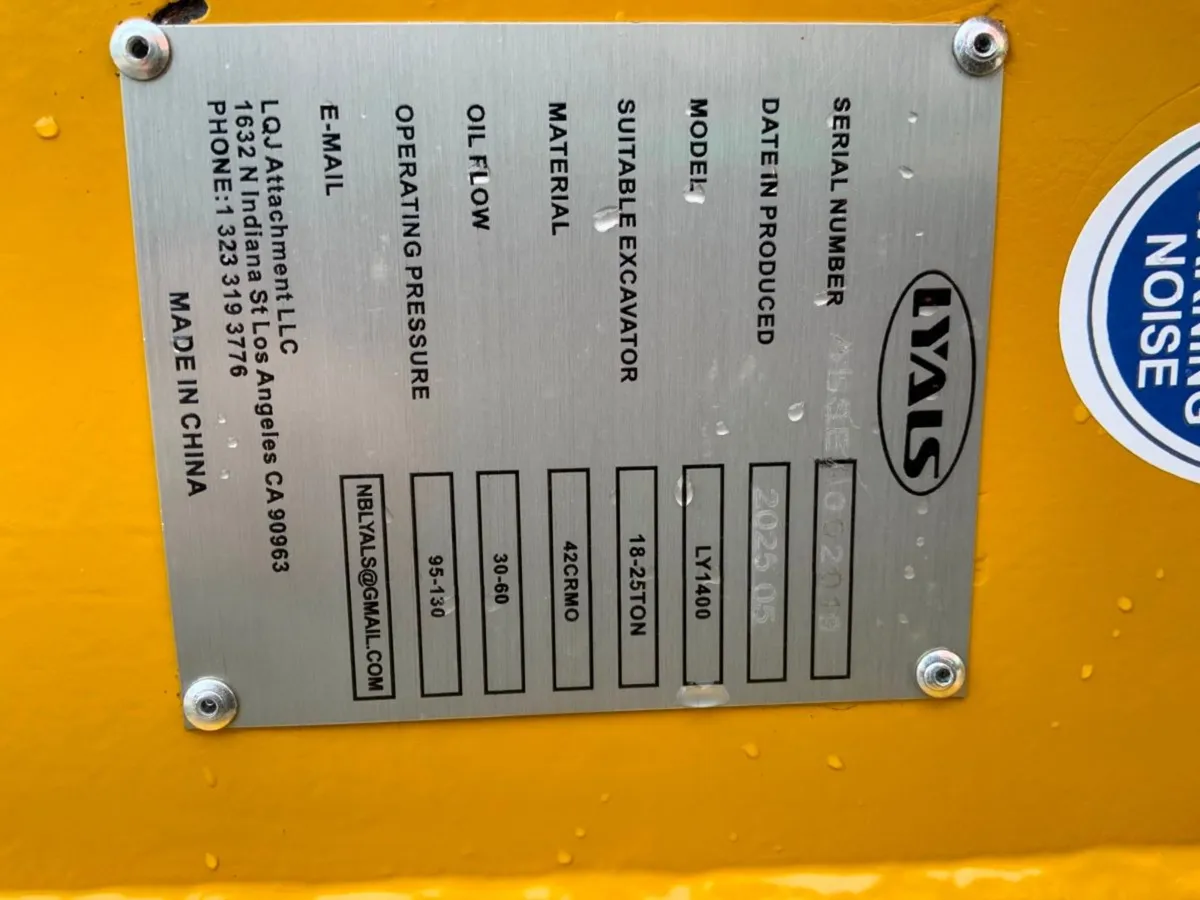 LYALS
SERIAL NUMBER
DATE IN PRODUCED 2025 05
MODEL LY1400
SUITABLE EXCAVATOR 18-25TON
MATERIAL 42CRMO
OIL FLOW 30-60
OPERATING PRESSURE 95-130
E-MAIL NBLYALS@GMAIL.COM
LQJ Attachment LLC
1632 N Indiana St Los Angeles CA 90963
PHONE:1 323 319 3776
MADE IN CHINA
NOISE